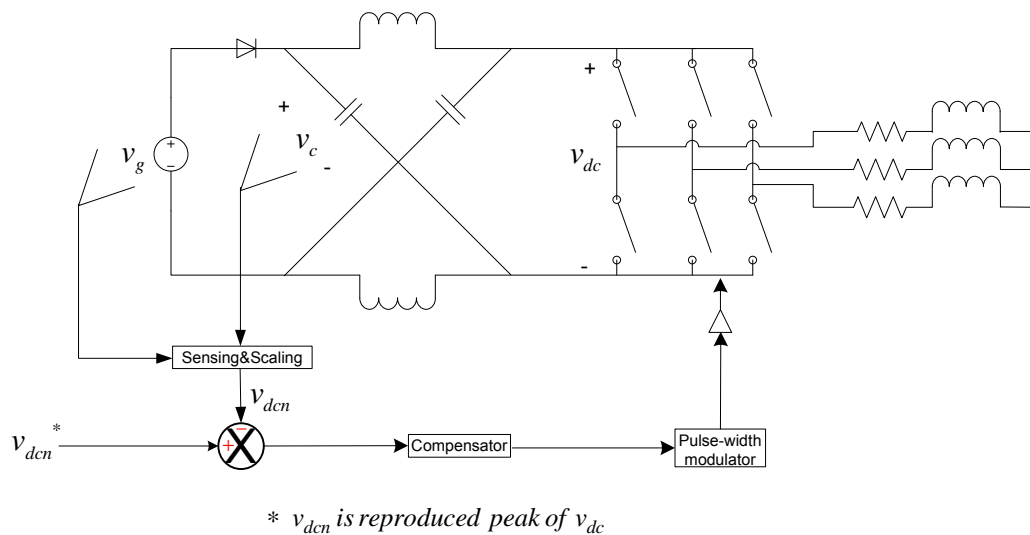 +
v_c
-
+
-
v_g
+
v_dc
-
Sensing&Scaling
v_dcn
v_dcn*
-
+
Compensator
Pulse-width
modulator
* v_dcn is reproduced peak of v_dc